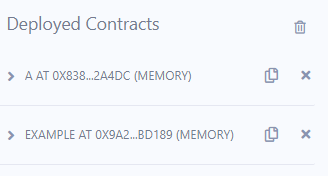 Deployed Contracts
A AT 0X838...2A4DC (MEMORY)
EXAMPLE AT 0X9A2...BD189 (MEMORY)